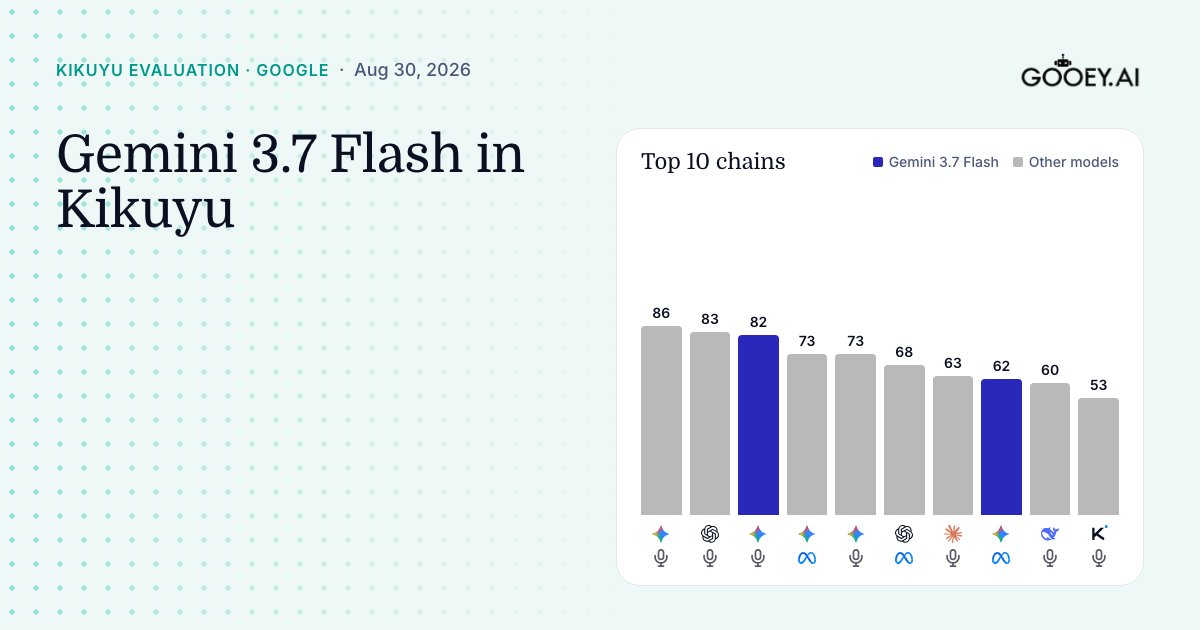 KIKUYU EVALUATION · GOOGLE · Aug 30, 2026
GOOEY.AI
Gemini 3.7 Flash in
Kikuyu
Top 10 chains
Gemini 3.7 Flash
Other models
86
83
82
73
73
68
63
62
60
53